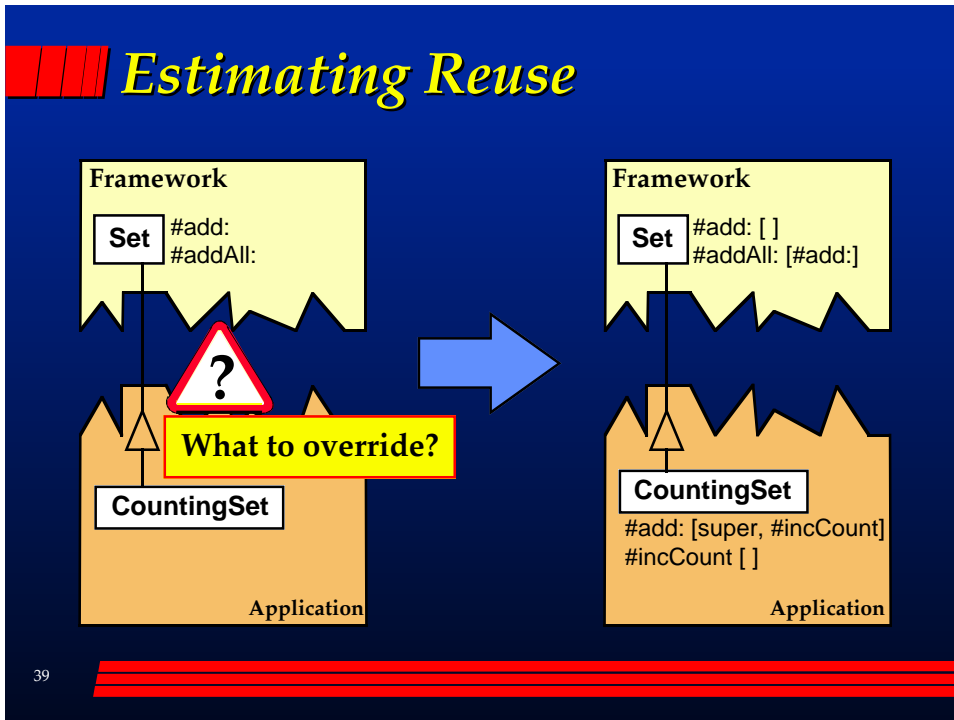 Estimating Reuse
Framework
Set
#add:
#addAll:
?
What to override?
CountingSet
Application
Framework
Set
#add: [ ]
#addAll: [#add:]
CountingSet
#add: [super, #incCount]
#incCount [ ]
Application
39